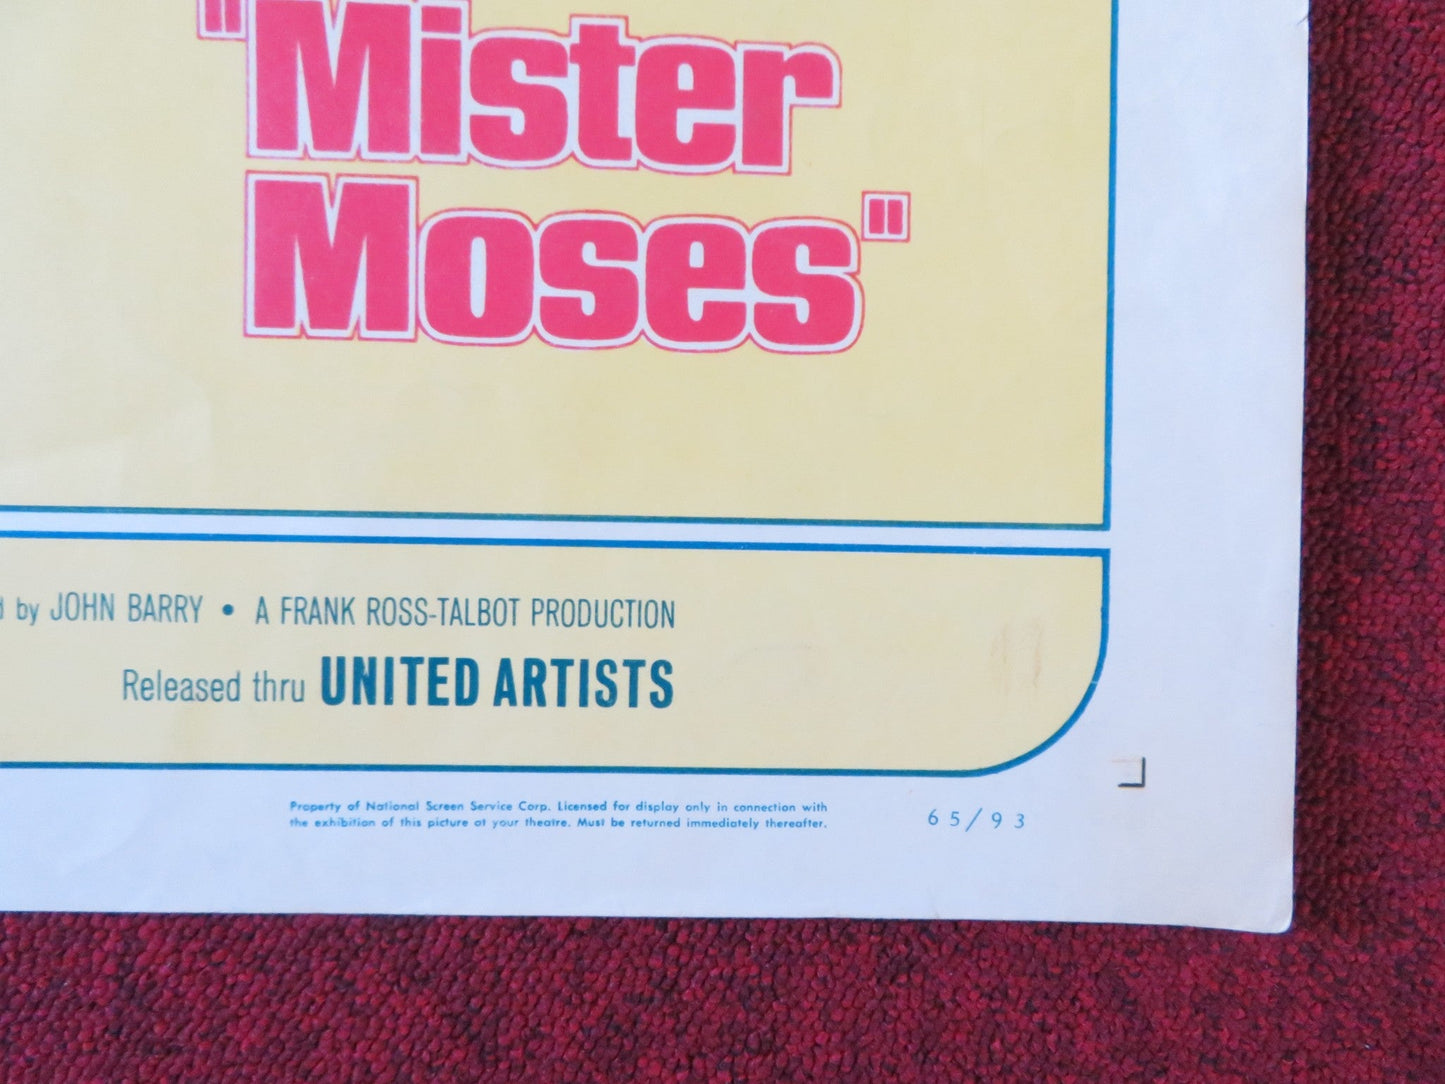 "Mister
Moses"
by JOHN BARRY • A FRANK ROSS-TALBOT PRODUCTION
Released thru UNITED ARTISTS
Property of National Screen Service Corp. Licensed for display only in connection with
the exhibition of this picture at your theatre. Must be returned immediately thereafter.
65/93